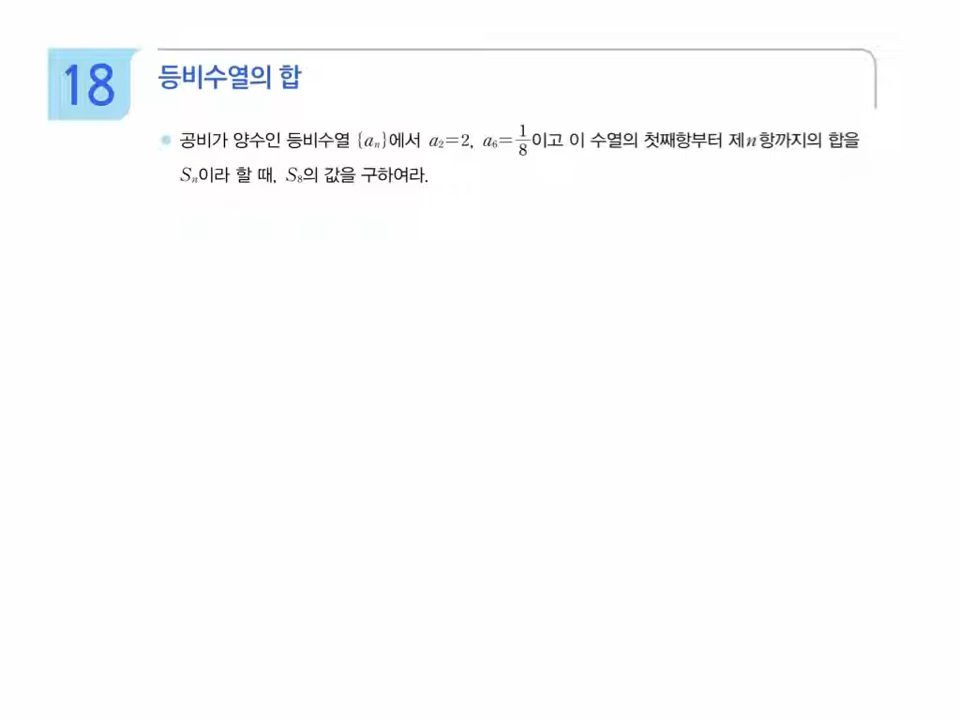 18
등비수열의 합
공비가 양수인 등비수열 {aₙ}에서 a₂=2, a₆=1/8이고 이 수열의 첫째항부터 제n항까지의 합을
Sₙ이라 할 때, S₈의 값을 구하여라.